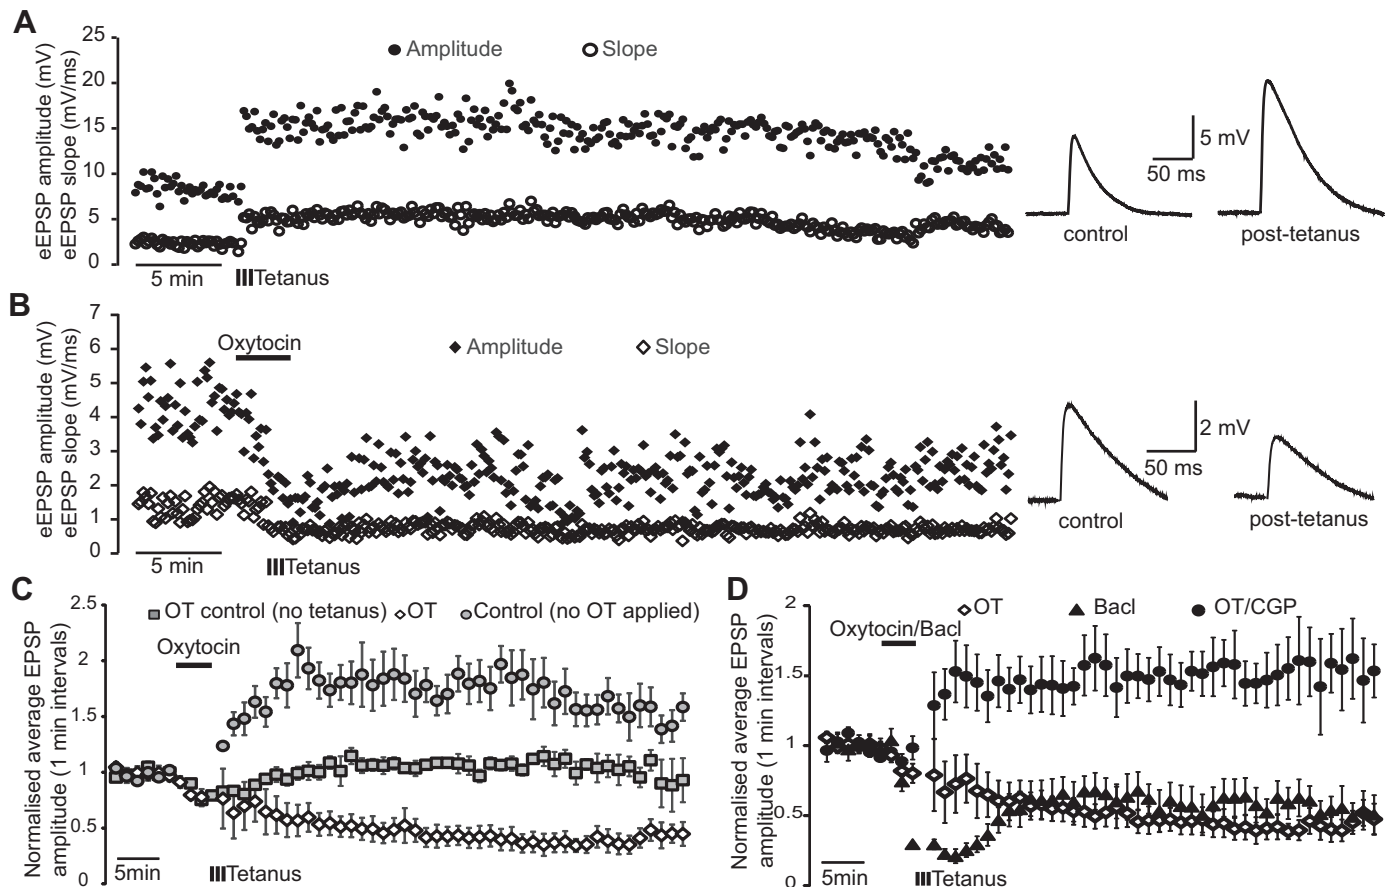 A
25
20
15
10
5
0
eEPSP amplitude (mV)
eEPSP slope (mV/ms)
Amplitude
Slope
5 min
Tetanus
5 mV
50 ms
control
post-tetanus
B
7
6
5
4
3
2
1
0
eEPSP amplitude (mV)
eEPSP slope (mV/ms)
Oxytocin
Amplitude
Slope
5 min
Tetanus
2 mV
50 ms
control
post-tetanus
C
2.5
2
1.5
1
0.5
0
Normalised average EPSP
amplitude (1 min intervals)
OT control (no tetanus)
OT
Control (no OT applied)
Oxytocin
5min
Tetanus
D
2
1.5
1
0.5
0
Normalised average EPSP
amplitude (1 min intervals)
OT
Bacl
OT/CGP
Oxytocin/Bacl
5min
Tetanus